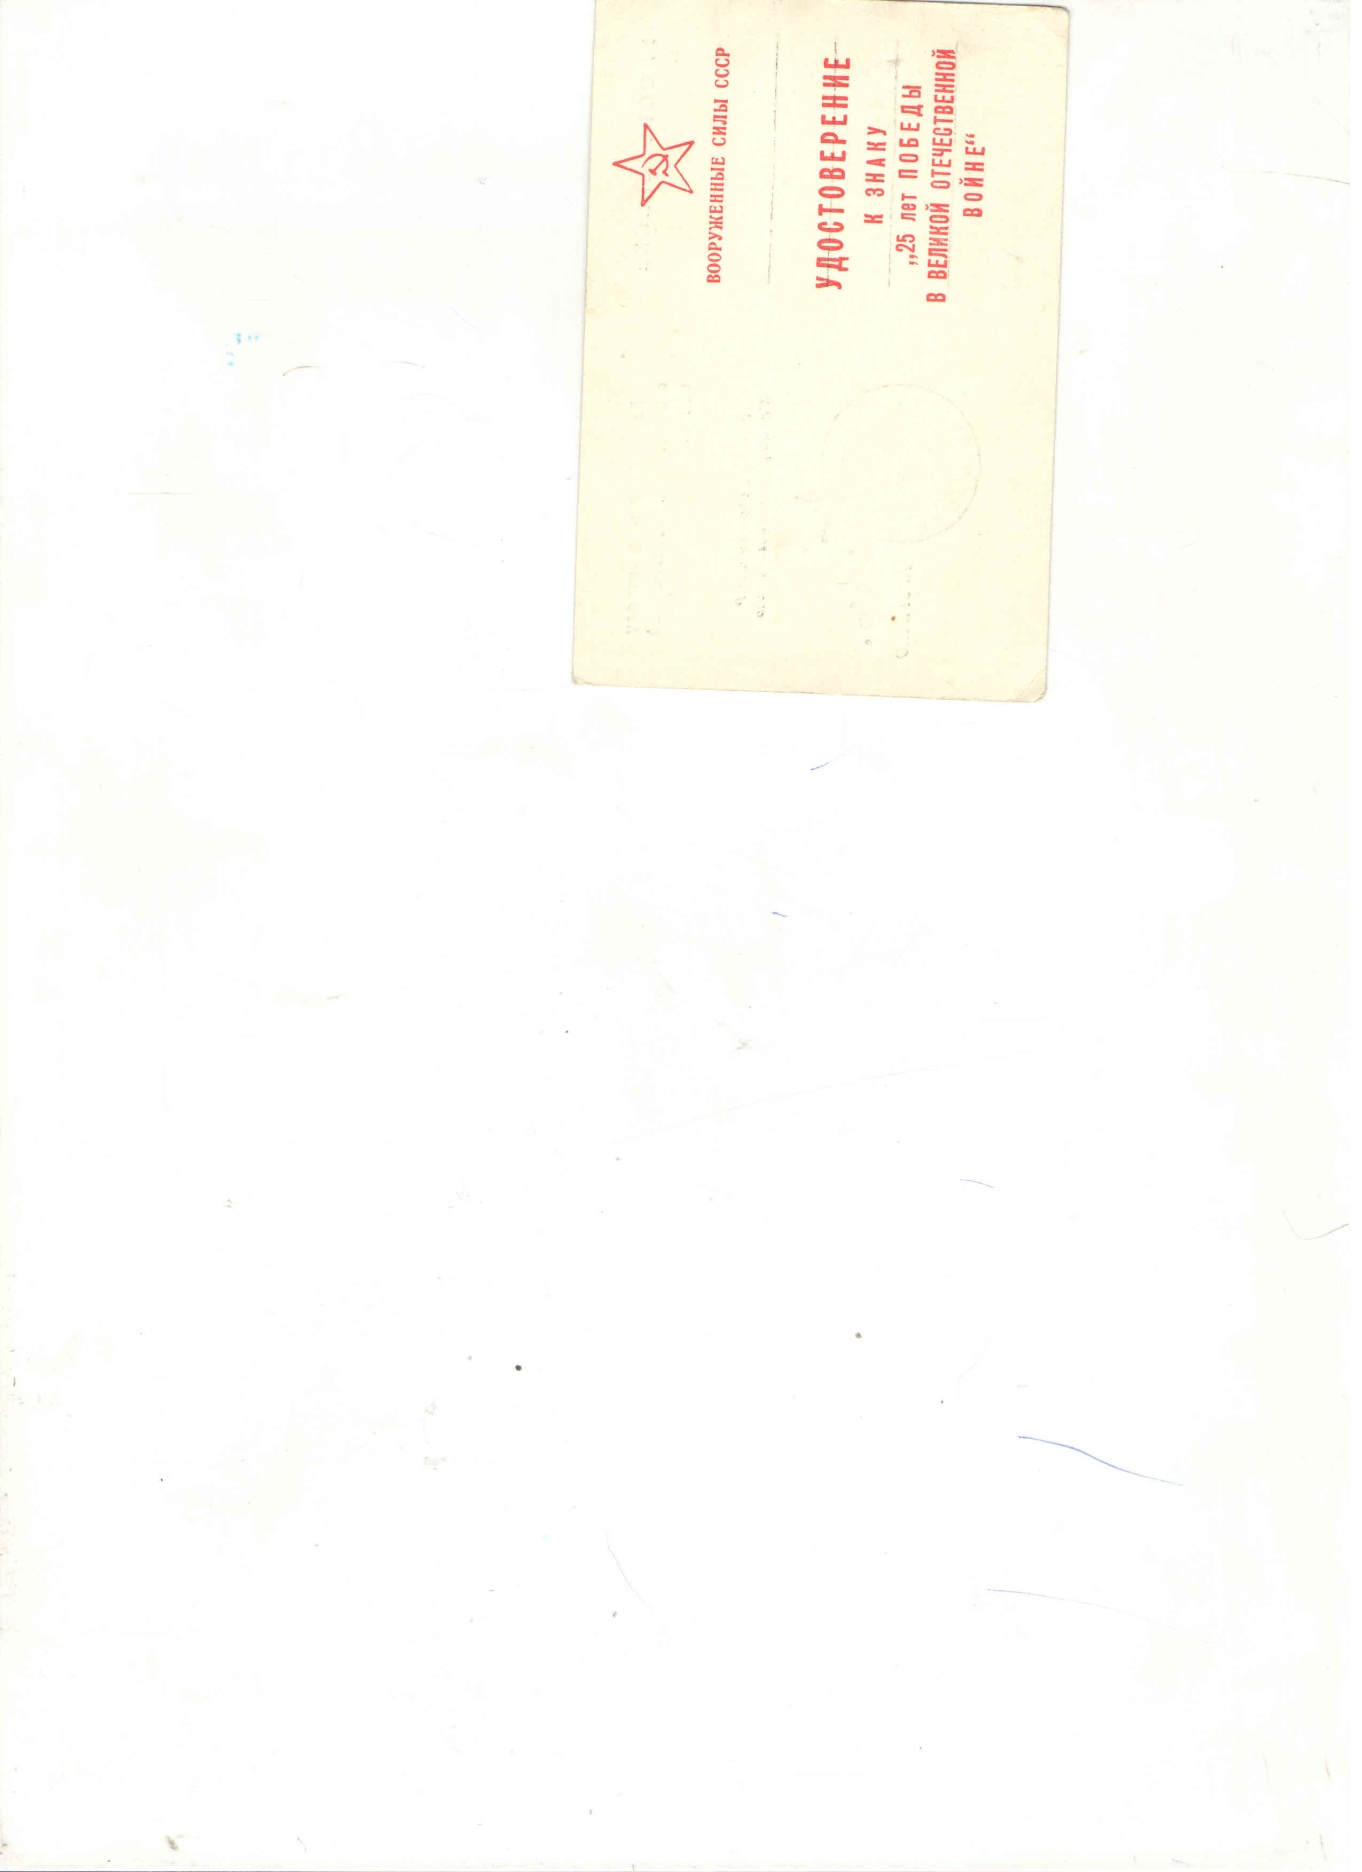 ВООРУЖЕННЫЕ СИЛЫ СССР
УДОСТОВЕРЕНИЕ
К ЗНАКУ
„25 лет ПОБЕДЫ
В ВЕЛИКОЙ ОТЕЧЕСТВЕННОЙ
ВОЙНЕ“